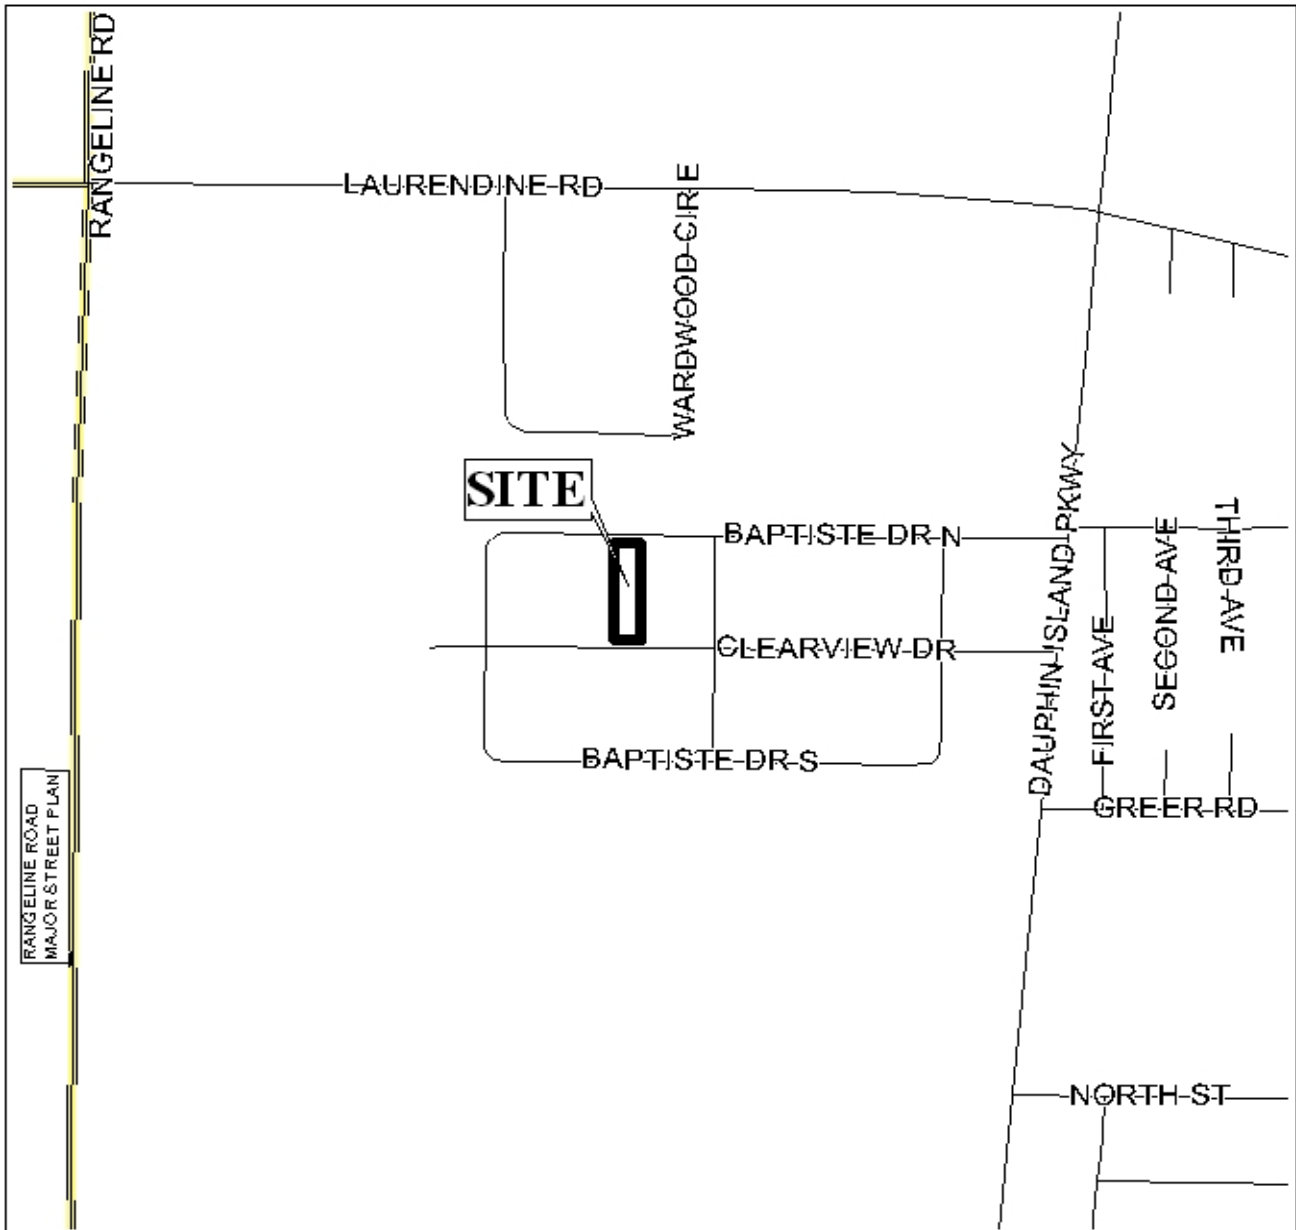 RANGELINE RD
LAURENDINE RD
WARDWOOD CIR E
SITE
BAPTISTE DR N
CLEARVIEW DR
BAPTISTE DR S
DAUPHIN ISLAND PKWY
FIRST AVE
SECOND AVE
THIRD AVE
GREER RD
RANGELINE ROAD
MAJOR STREET PLAN
NORTH ST